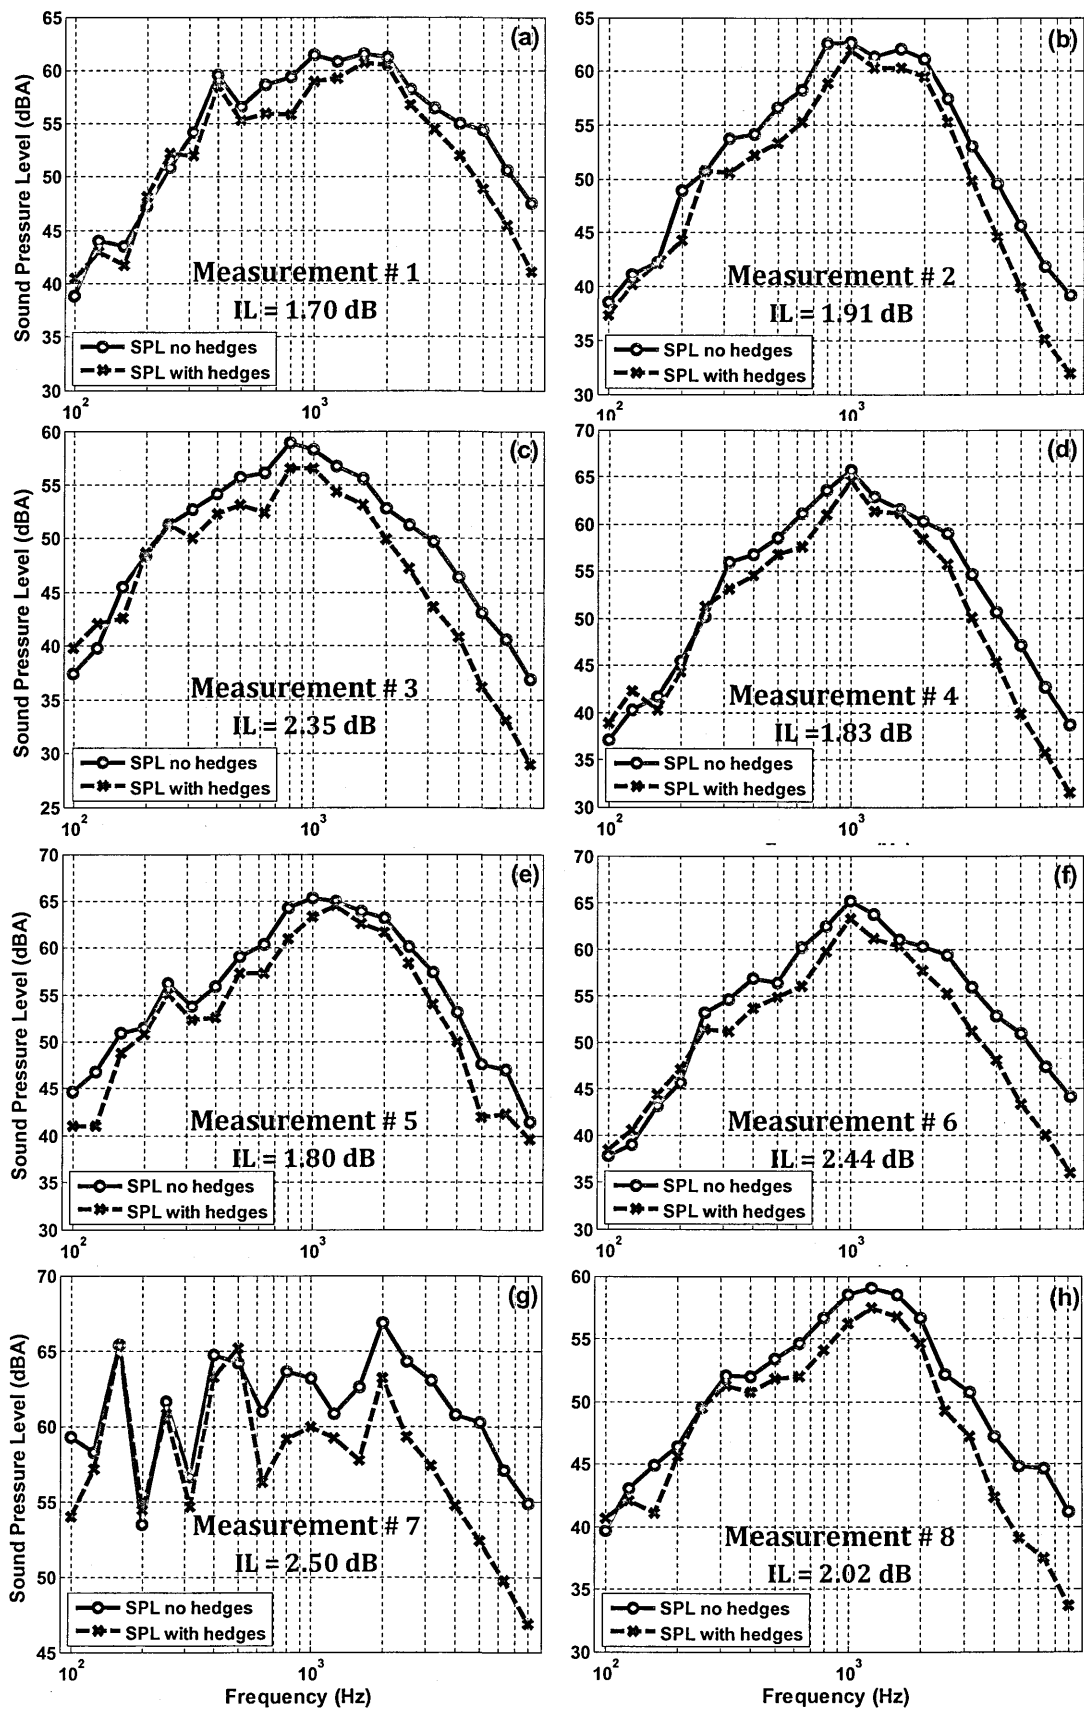 (a)
65
60
55
50
45
40
35
30
Sound Pressure Level (dBA)
Measurement # 1
IL = 1.70 dB
SPL no hedges
SPL with hedges
10²
10³
(b)
65
60
55
50
45
40
35
30
Measurement # 2
IL = 1.91 dB
SPL no hedges
SPL with hedges
10²
10³
(c)
60
55
50
45
40
35
30
25
Sound Pressure Level (dBA)
Measurement # 3
IL = 2.35 dB
SPL no hedges
SPL with hedges
10²
10³
(d)
70
65
60
55
50
45
40
35
30
Measurement # 4
IL =1.83 dB
SPL no hedges
SPL with hedges
10²
10³
(e)
70
65
60
55
50
45
40
35
30
Sound Pressure Level (dBA)
Measurement # 5
IL = 1.80 dB
SPL no hedges
SPL with hedges
10²
10³
(f)
70
65
60
55
50
45
40
35
30
Measurement # 6
IL = 2.44 dB
SPL no hedges
SPL with hedges
10²
10³
(g)
70
65
60
55
50
45
Sound Pressure Level (dBA)
Measurement # 7
IL = 2.50 dB
SPL no hedges
SPL with hedges
10²
10³
Frequency (Hz)
(h)
60
55
50
45
40
35
30
Measurement # 8
IL = 2.02 dB
SPL no hedges
SPL with hedges
10²
10³
Frequency (Hz)